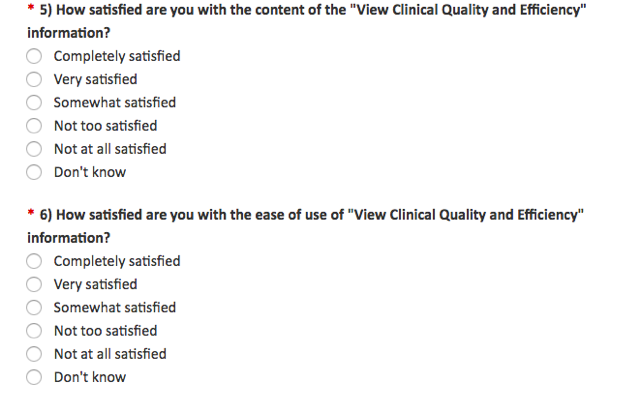 * 5) How satisfied are you with the content of the "View Clinical Quality and Efficiency"
information?
Completely satisfied
Very satisfied
Somewhat satisfied
Not too satisfied
Not at all satisfied
Don't know
* 6) How satisfied are you with the ease of use of "View Clinical Quality and Efficiency"
information?
Completely satisfied
Very satisfied
Somewhat satisfied
Not too satisfied
Not at all satisfied
Don't know